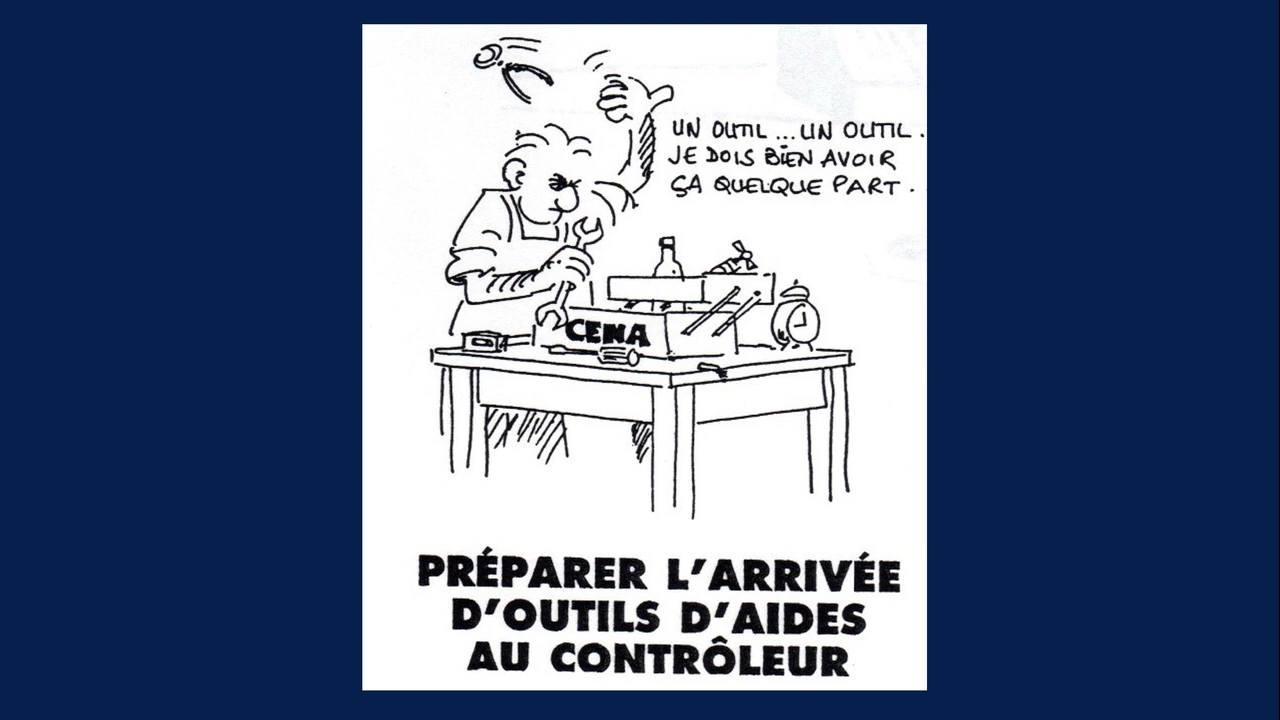 UN OUTIL ... UN OUTIL .
JE DOIS BIEN AVOIR
ÇA QUELQUE PART . .
CENA
PRÉPARER L'ARRIVÉE
D'OUTILS D'AIDES
AU CONTRÔLEUR